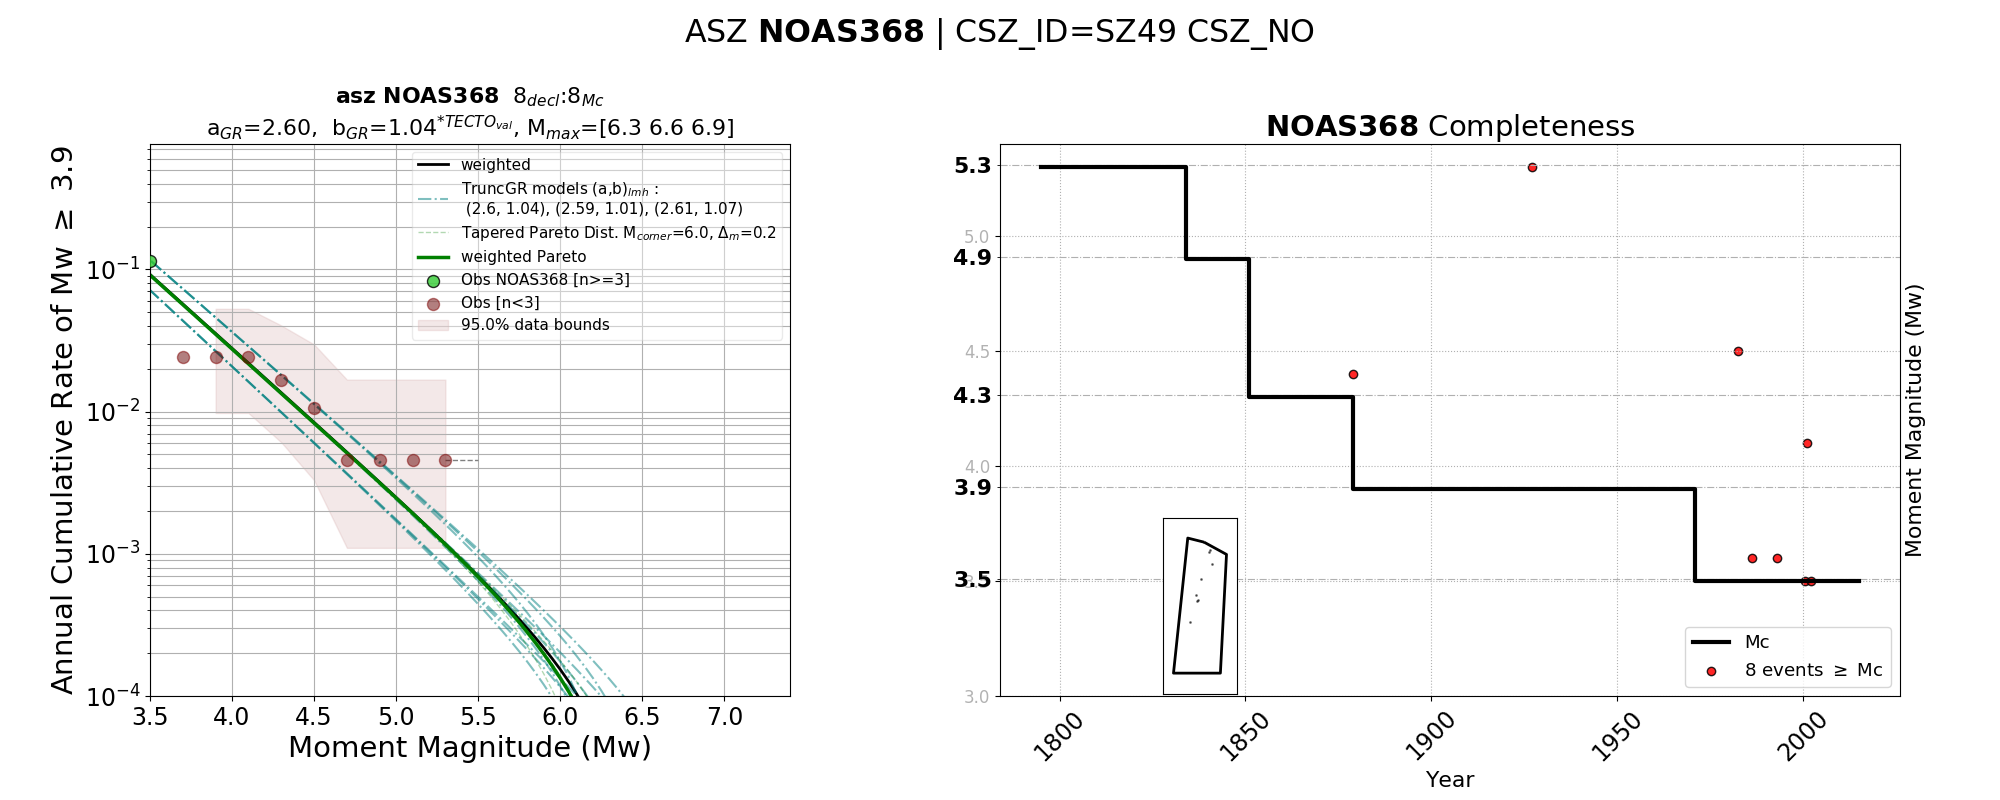 ASZ NOAS368 | CSZ_ID=SZ49 CSZ_NO
asz NOAS368 8decl:8Mc
aGR=2.60, bGR=1.04*TECTOval, Mmax=[6.3 6.6 6.9]
Annual Cumulative Rate of Mw ≥ 3.9
10−1
10−2
10−3
10−4
weighted
TruncGR models (a,b)lmh :
(2.6, 1.04), (2.59, 1.01), (2.61, 1.07)
Tapered Pareto Dist. Mcorner=6.0, Δm=0.2
weighted Pareto
Obs NOAS368 [n>=3]
Obs [n<3]
95.0% data bounds
3.5 4.0 4.5 5.0 5.5 6.0 6.5 7.0
Moment Magnitude (Mw)
NOAS368 Completeness
5.3
5.0
4.9
4.5
4.3
4.0
3.9
3.5
3.0
Moment Magnitude (Mw)
Mc
8 events ≥ Mc
1800 1850 1900 1950 2000
Year